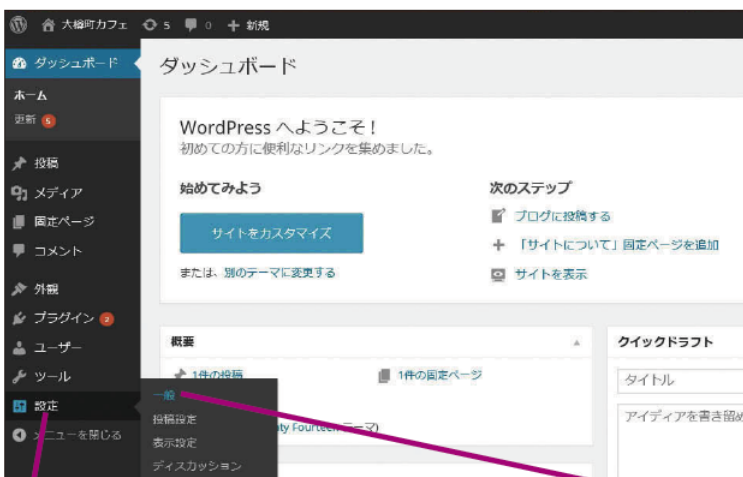 大橋町カフェ 5 0 + 新規
ダッシュボード
ホーム
更新 5
投稿
メディア
固定ページ
コメント
外観
プラグイン 2
ユーザー
ツール
設定
メニューを閉じる
一般
投稿設定
表示設定
ディスカッション
ダッシュボード
WordPress へようこそ!
初めての方に便利なリンクを集めました。
始めてみよう
サイトをカスタマイズ
または、別のテーマに変更する
次のステップ
ブログに投稿する
「サイトについて」固定ページを追加
サイトを表示
概要
1件の投稿
1件の固定ページ
ty Fourteen テーマ)
クイックドラフト
タイトル
アイディアを書き留め